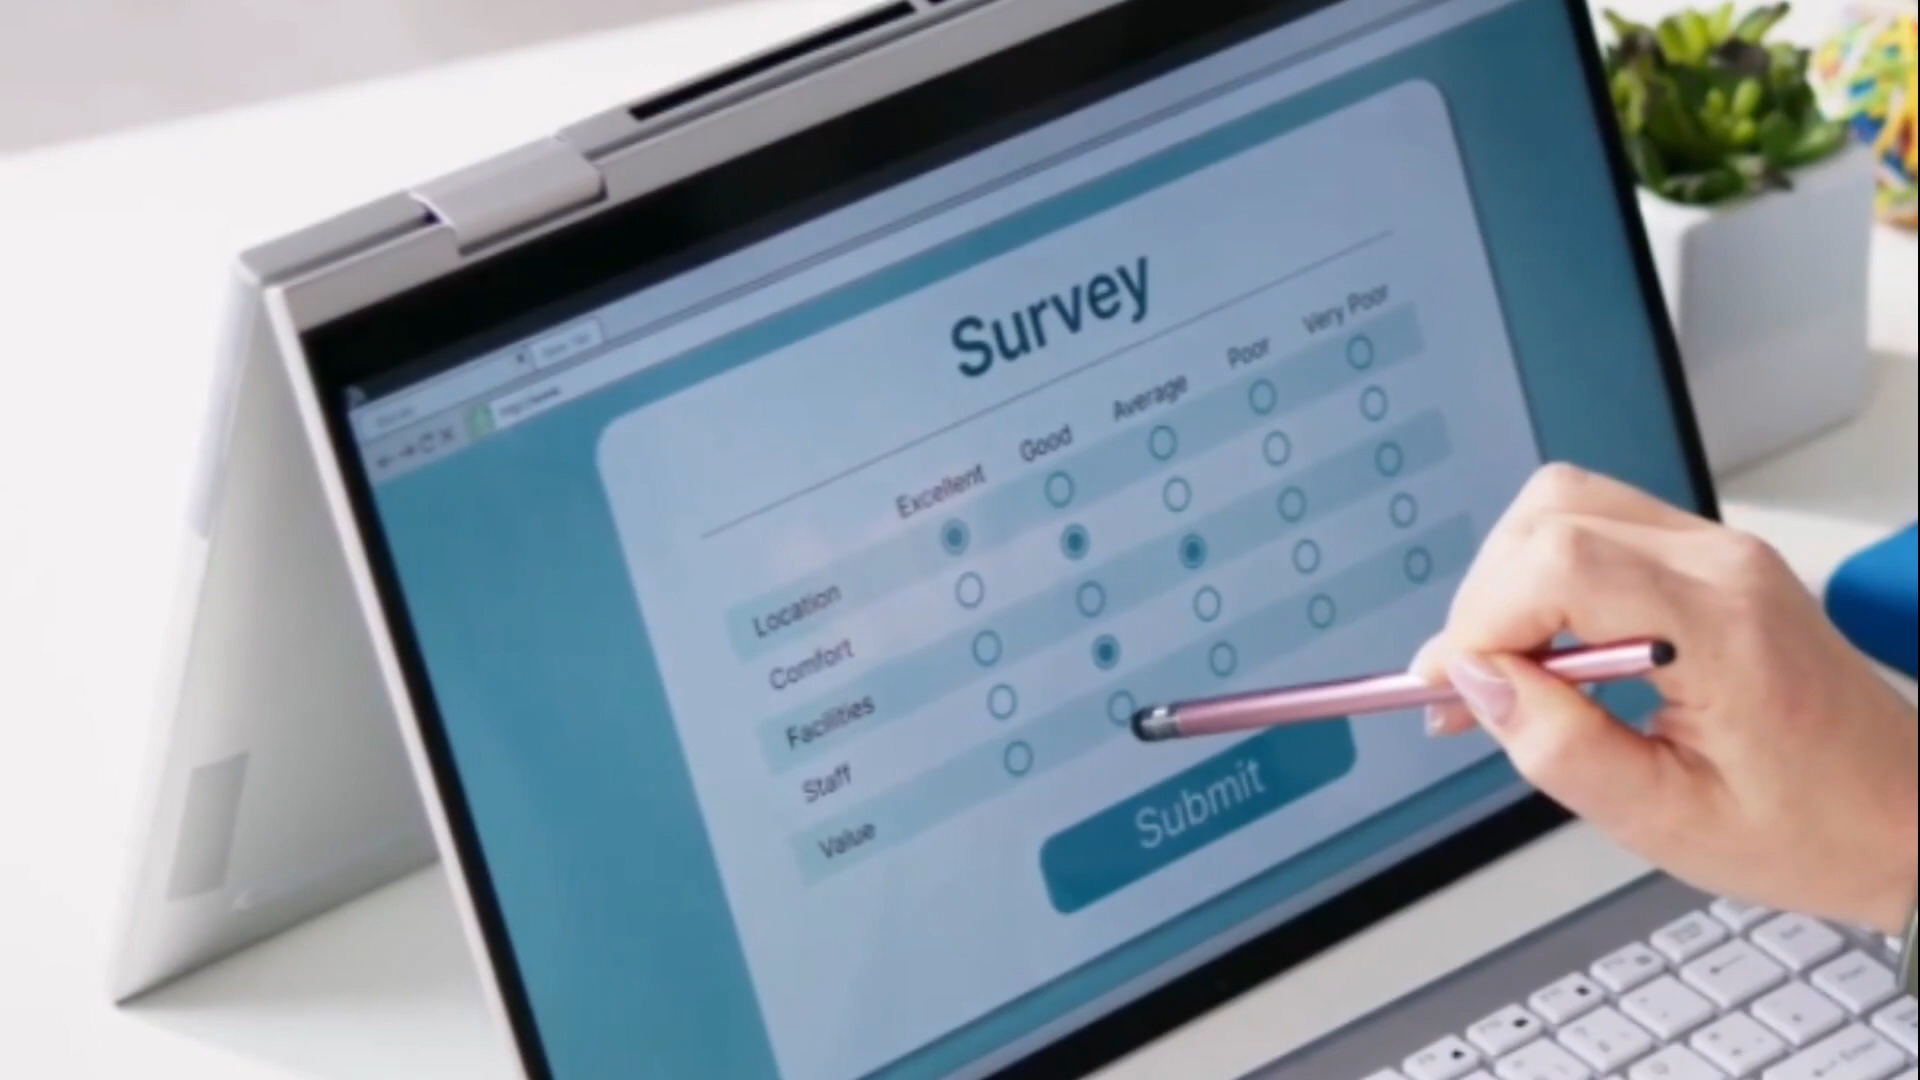 Survey
Excellent Good Average Poor Very Poor
Location
Comfort
Facilities
Staff
Value
Submit